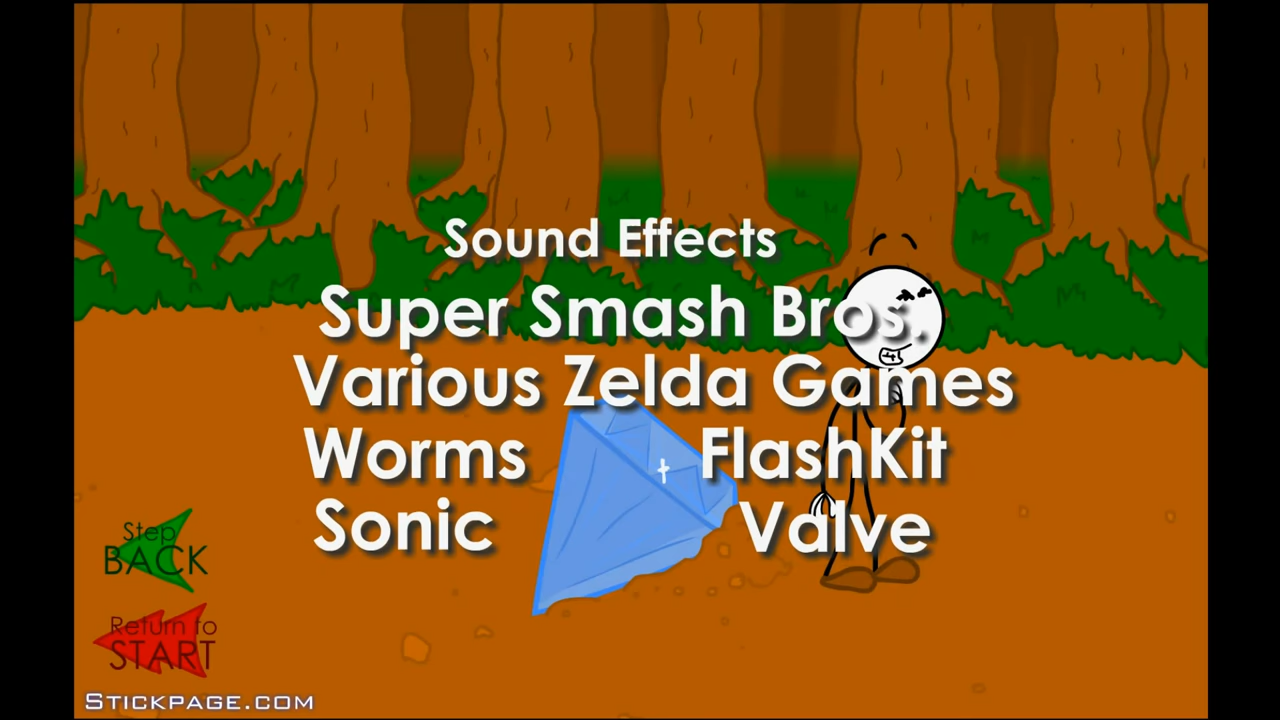 Sound Effects
Super Smash Bros,
Various Zelda Games
Worms FlashKit
Sonic Valve
Step
BACK
Return to
START
STICKPAGE.COM